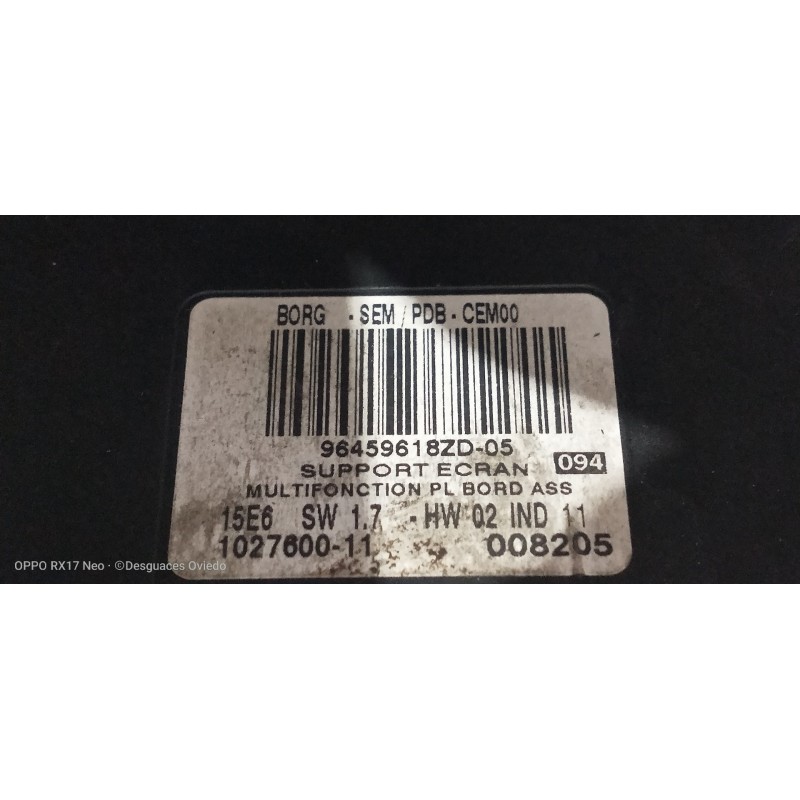 BORG - SEM / PDB - CEM00
96459618ZD-05
SUPPORT ECRAN 094
MULTIFONCTION PL BORD ASS
15E6 SW 1.7 - HW 02 IND 11
1027600-11 008205
OPPO RX17 Neo · ©Desguaces Oviedo